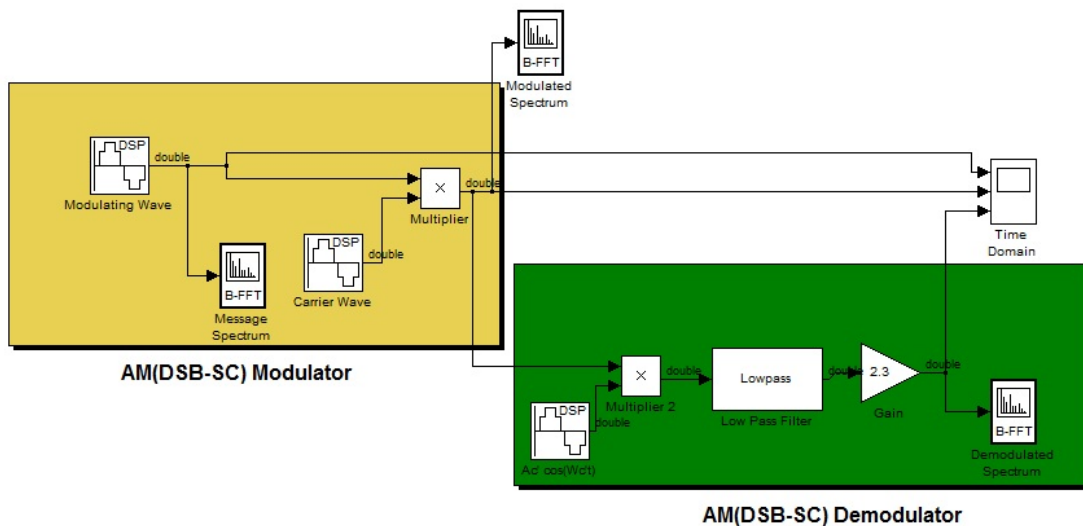 B-FFT
Modulated
Spectrum
DSP
double
Modulating Wave
double
Multiplier
DSP
double
Carrier Wave
B-FFT
Message
Spectrum
Time
Domain
AM(DSB-SC) Modulator
double
Multiplier 2
Lowpass
double
Low Pass Filter
2.3
double
Gain
DSP
double
Ac' cos(Wc't)
B-FFT
Demodulated
Spectrum
AM(DSB-SC) Demodulator